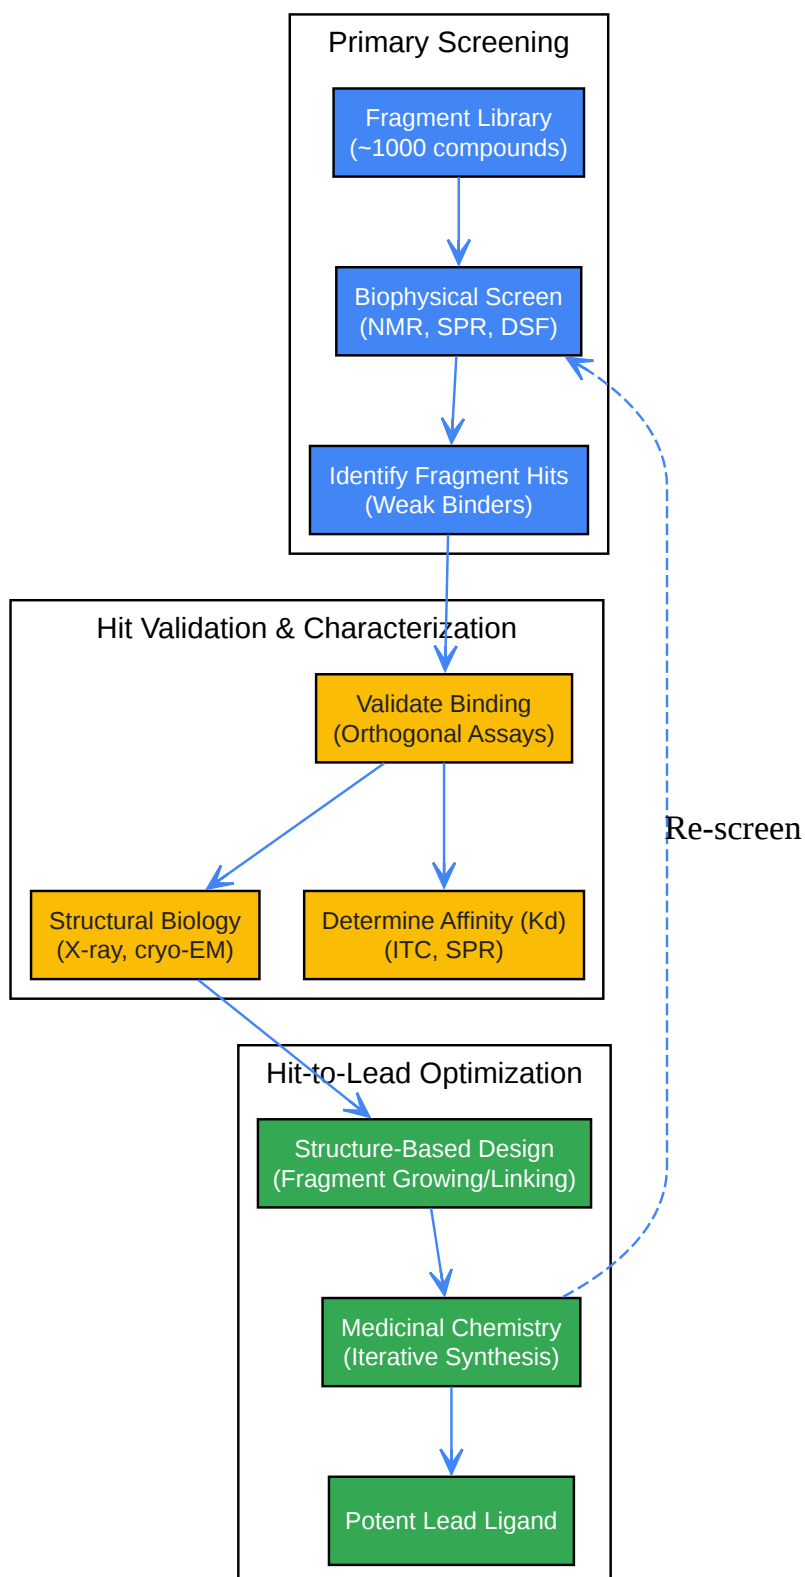 Primary Screening
Fragment Library
(~1000 compounds)
Biophysical Screen
(NMR, SPR, DSF)
Identify Fragment Hits
(Weak Binders)
Hit Validation & Characterization
Validate Binding
(Orthogonal Assays)
Re-screen
Structural Biology
(X-ray, cryo-EM)
Determine Affinity (Kd)
(ITC, SPR)
Hit-to-Lead Optimization
Structure-Based Design
(Fragment Growing/Linking)
Medicinal Chemistry
(Iterative Synthesis)
Potent Lead Ligand